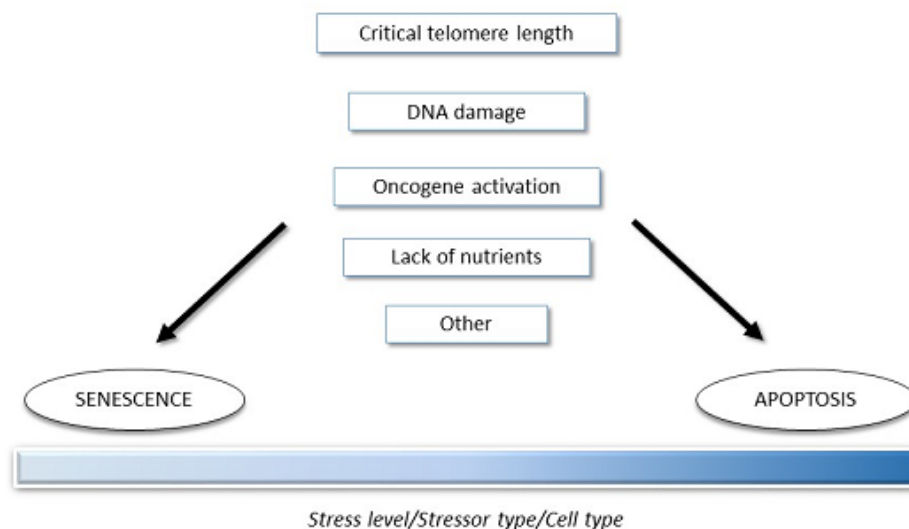 Critical telomere length
DNA damage
Oncogene activation
Lack of nutrients
Other
SENESCENCE
APOPTOSIS
Stress level/Stressor type/Cell type